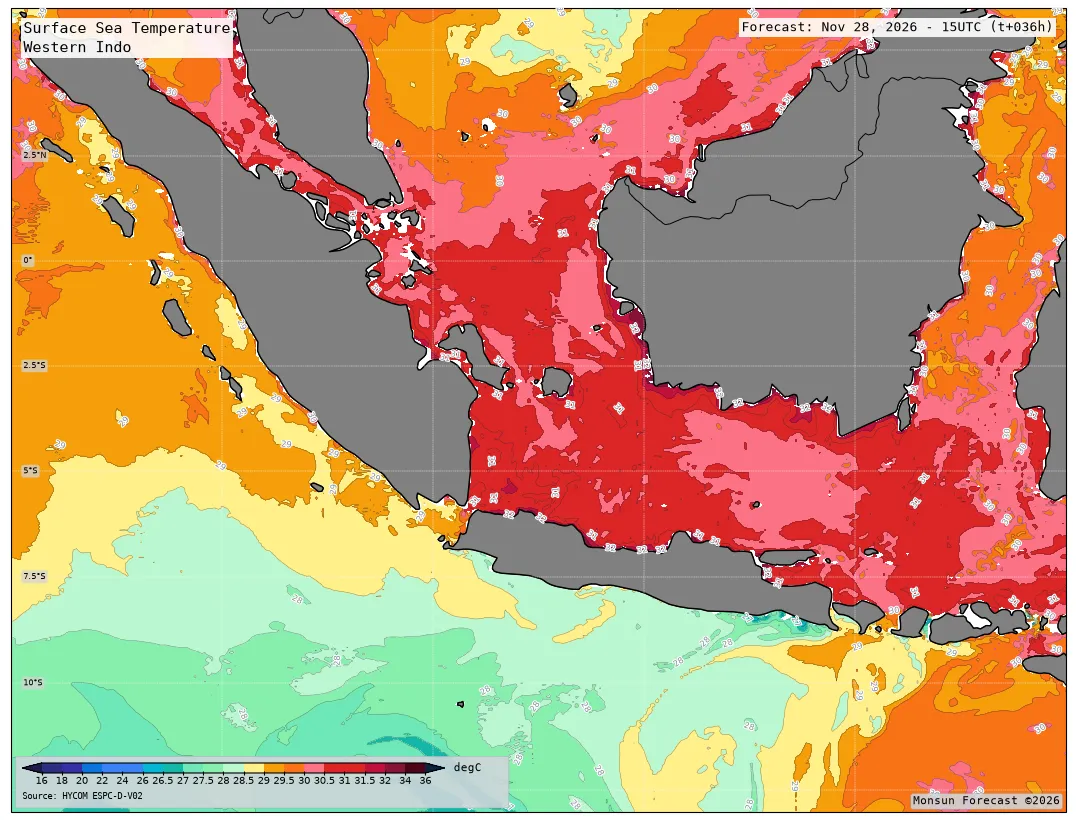 Surface Sea Temperature
Western Indo
Forecast: Nov 28, 2026 - 15UTC (t+036h)
2.5°N
0°
2.5°S
5°S
7.5°S
10°S
degC
16 18 20 22 24 26 26.5 27 27.5 28 28.5 29 29.5 30 30.5 31 31.5 32 33 34 36
Source: HYCOM ESPC-D-V02
Monsun Forecast ©2026